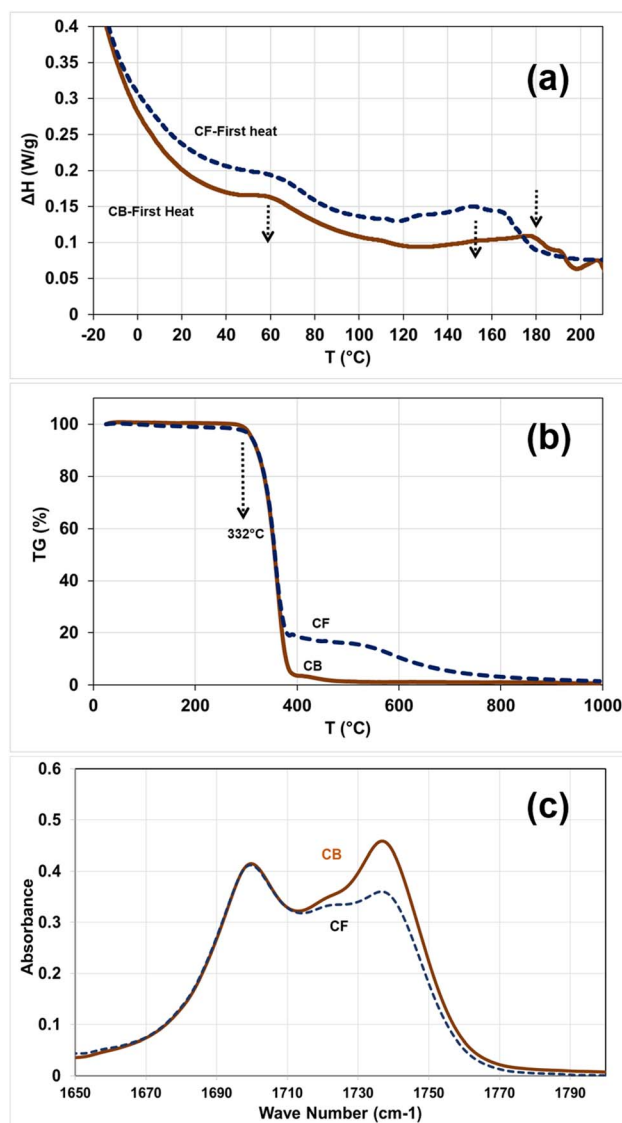 (a)
ΔH (W/g)
0.4
0.35
0.3
0.25
0.2
0.15
0.1
0.05
0
CF-First heat
CB-First Heat
-20 0 20 40 60 80 100 120 140 160 180 200
T (°C)
(b)
TG (%)
100
80
60
40
20
0
332°C
CF
CB
0 200 400 600 800 1000
T (°C)
(c)
Absorbance
0.6
0.5
0.4
0.3
0.2
0.1
0
CB
CF
1650 1670 1690 1710 1730 1750 1770 1790
Wave Number (cm-1)